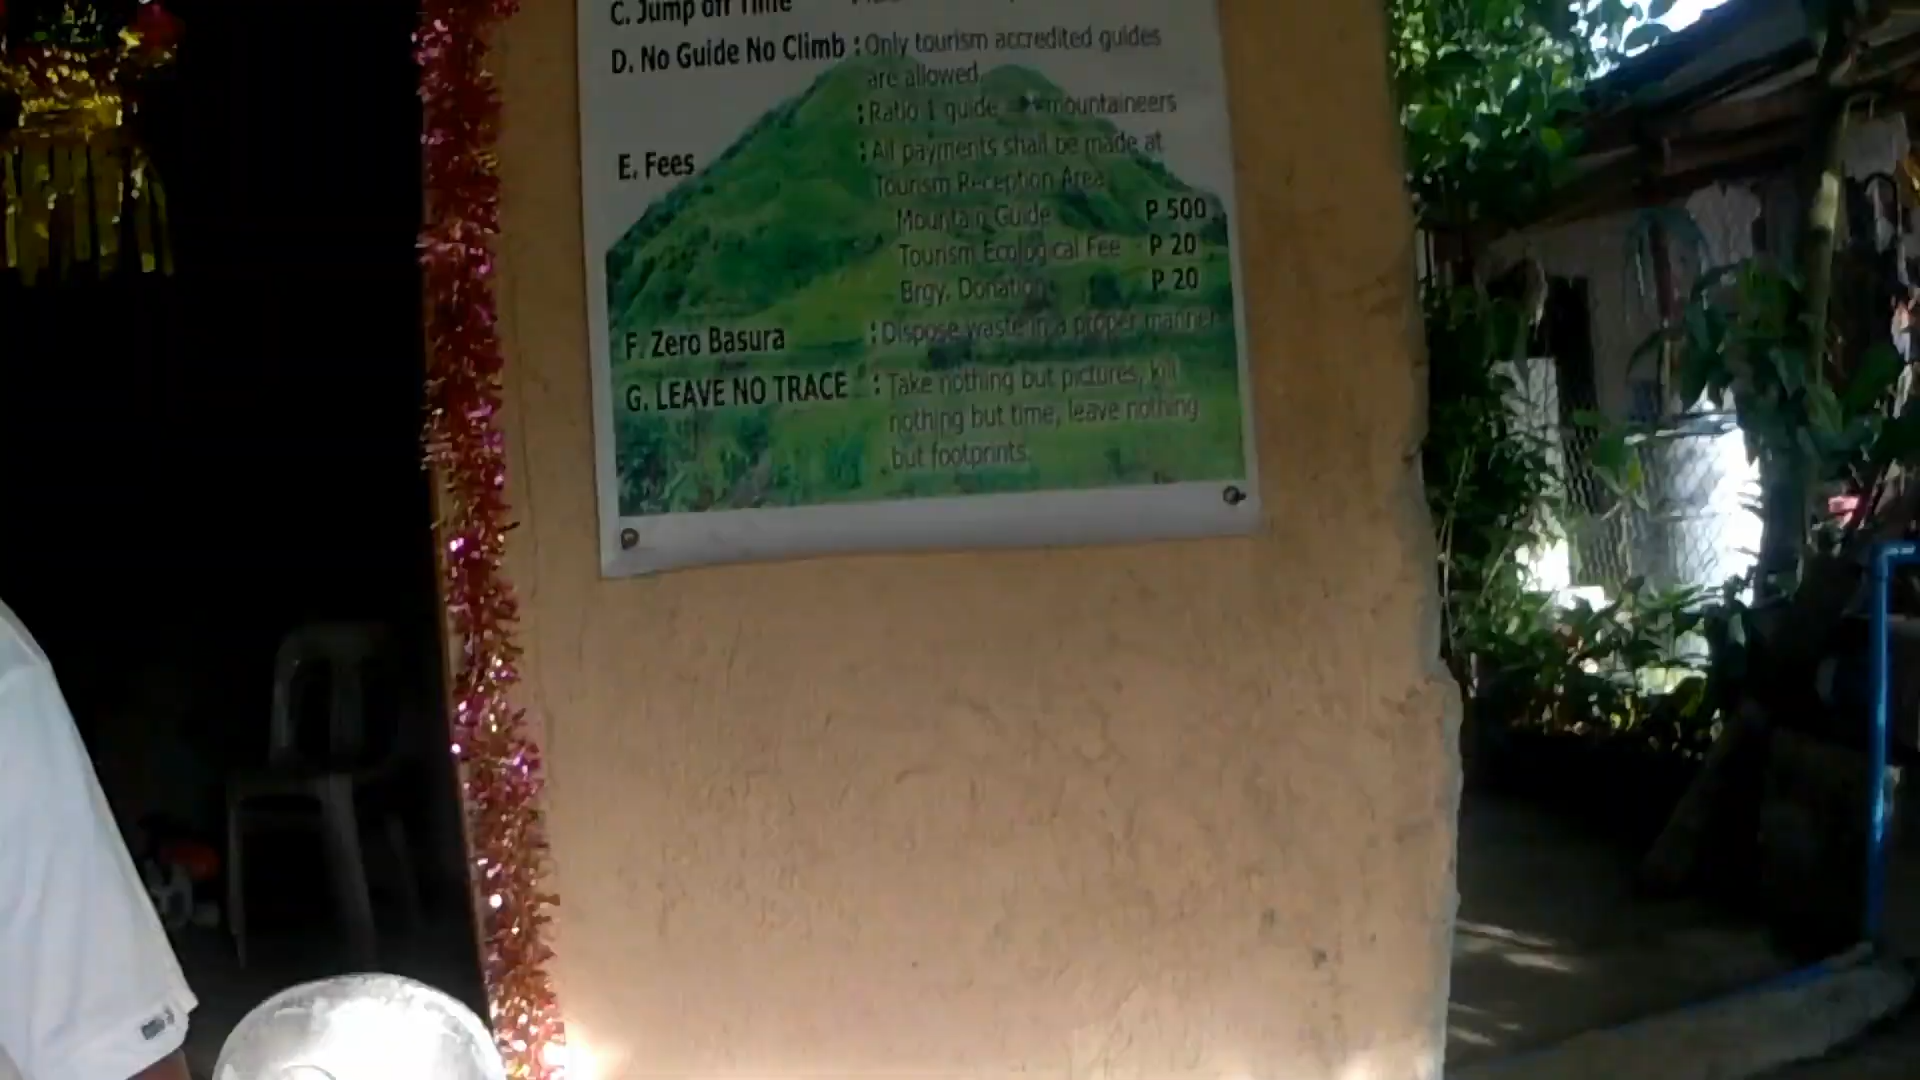 C. Jump off Time
D. No Guide No Climb : Only tourism accredited guides
are allowed.
: Ratio 1 guide mountaineers
E. Fees : All payments shall be made at
Tourism Reception Area
Mountain Guide P 500
Tourism Ecological Fee P 20
Brgy. Donation P 20
F. Zero Basura : Dispose waste in a proper manner
G. LEAVE NO TRACE : Take nothing but pictures, kill
nothing but time, leave nothing
but footprints.